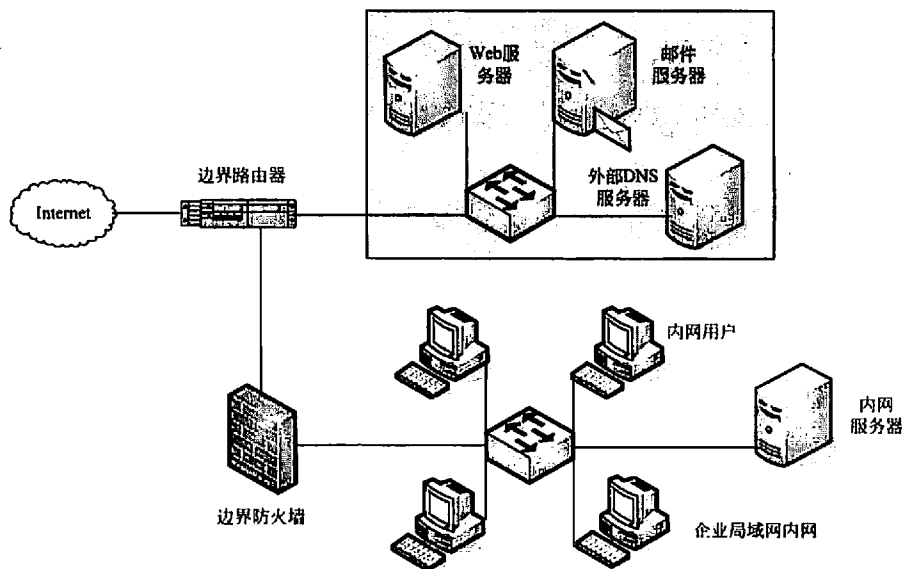 Web服
务器
邮件
服务器
边界路由器
外部DNS
服务器
Internet
内网用户
内网
服务器
边界防火墙
企业局域网内网